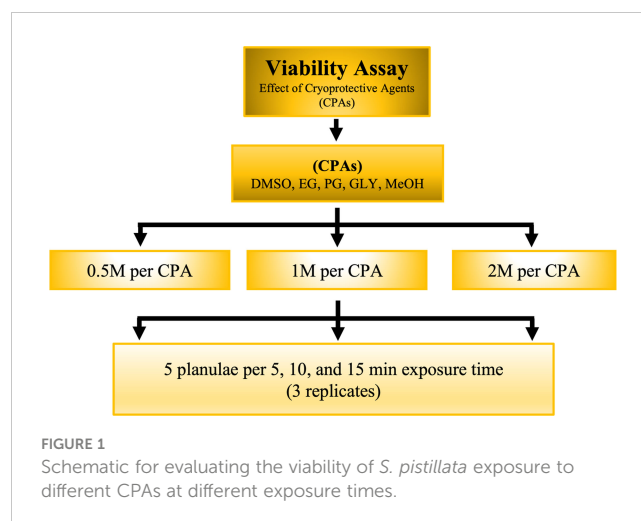 Viability Assay
Effect of Cryoprotective Agents
(CPAs)
(CPAs)
DMSO, EG, PG, GLY, MeOH
0.5M per CPA
1M per CPA
2M per CPA
5 planulae per 5, 10, and 15 min exposure time
(3 replicates)
FIGURE 1
Schematic for evaluating the viability of S. pistillata exposure to
different CPAs at different exposure times.